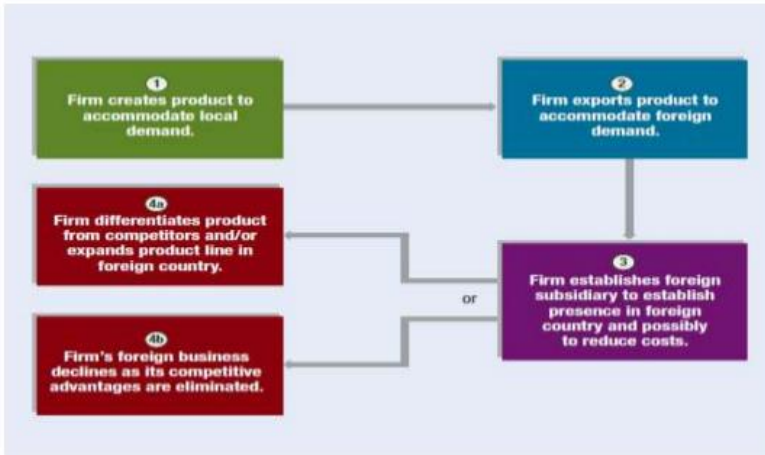 1
Firm creates product to
accommodate local
demand.
2
Firm exports product to
accommodate foreign
demand.
3
Firm establishes foreign
subsidiary to establish
presence in foreign
country and possibly
to reduce costs.
or
4a
Firm differentiates product
from competitors and/or
expands product line in
foreign country.
4b
Firm's foreign business
declines as its competitive
advantages are eliminated.